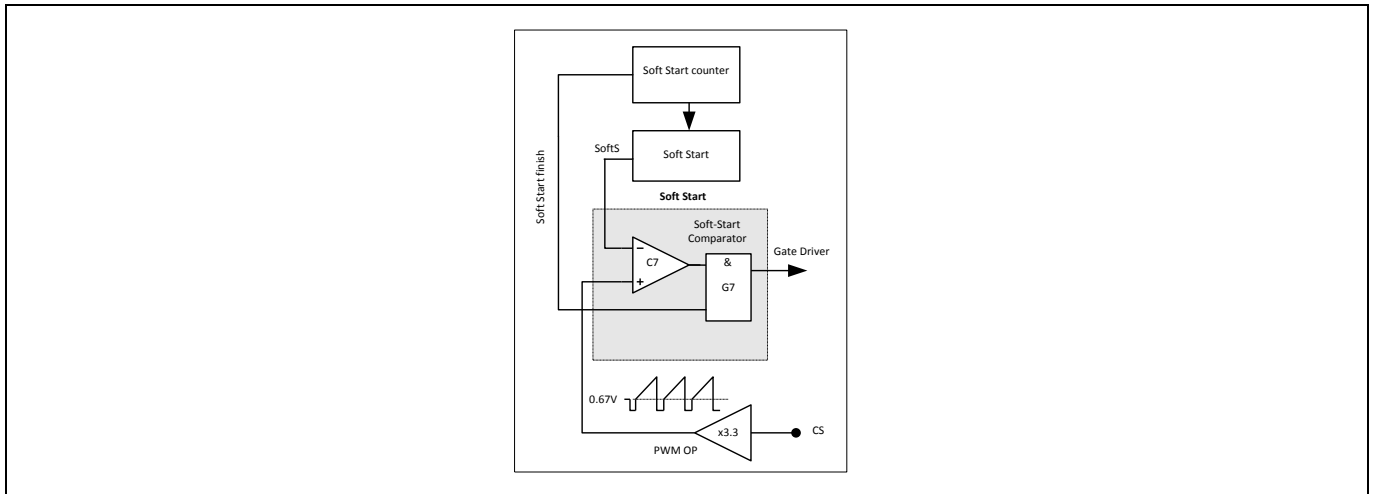 Soft Start counter
Soft Start finish
SoftS
Soft Start
Soft Start
Soft-Start
Comparator
Gate Driver
−
C7
+
&
G7
0.67V
x3.3
CS
PWM OP